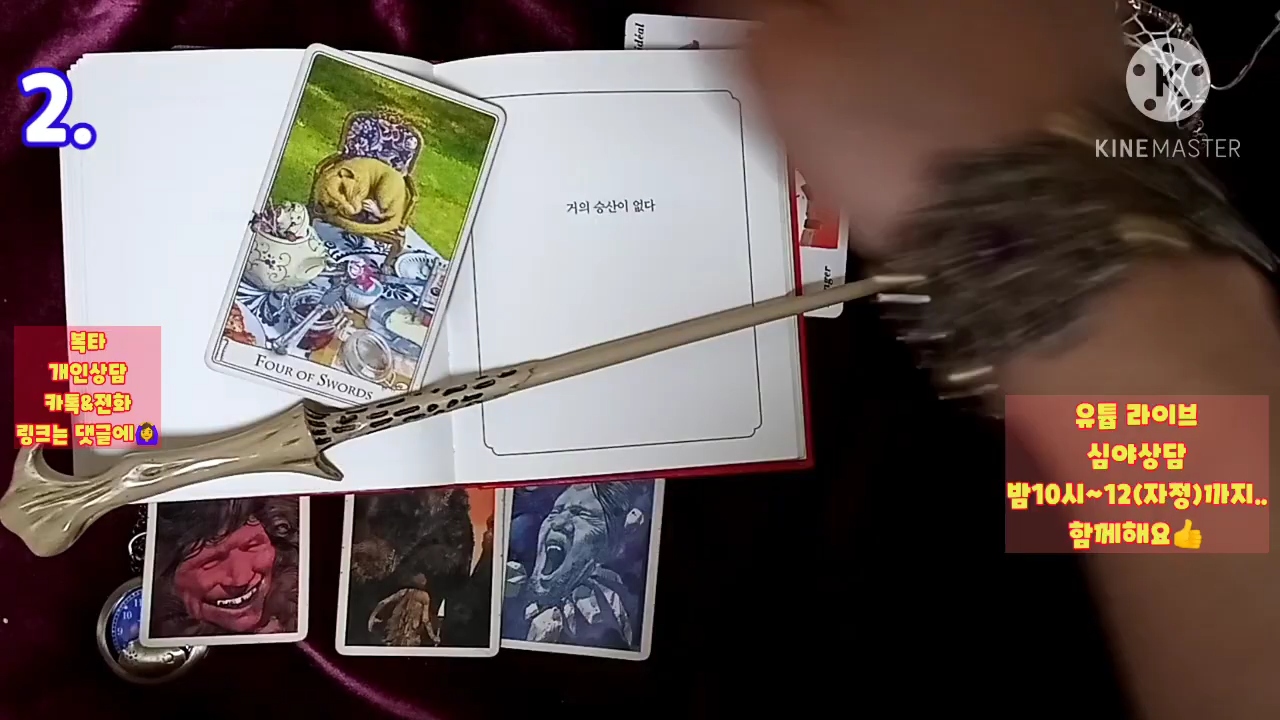 2.
idéal
KINEMASTER
거의 승산이 없다
FOUR OF SWORDS
복타
개인상담
카톡&전화
링크는 댓글에🙆‍♀️
유튬 라이브
심야상담
밤10시~12(자정)까지..
함께해요👍